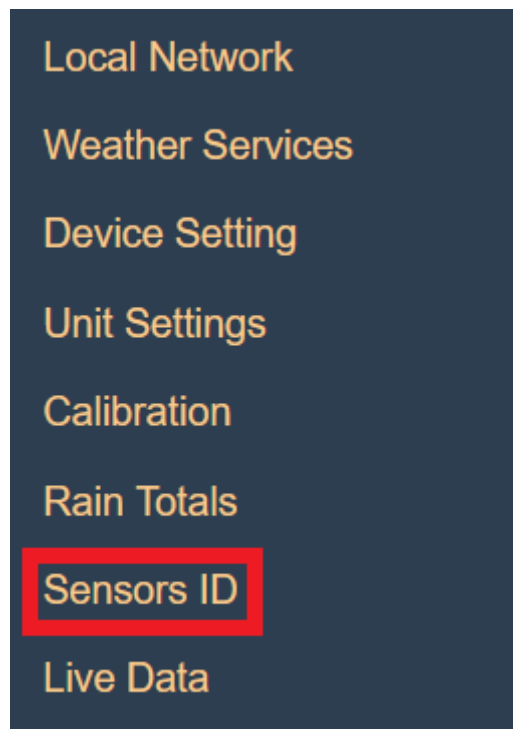 Local Network
Weather Services
Device Setting
Unit Settings
Calibration
Rain Totals
Sensors ID
Live Data